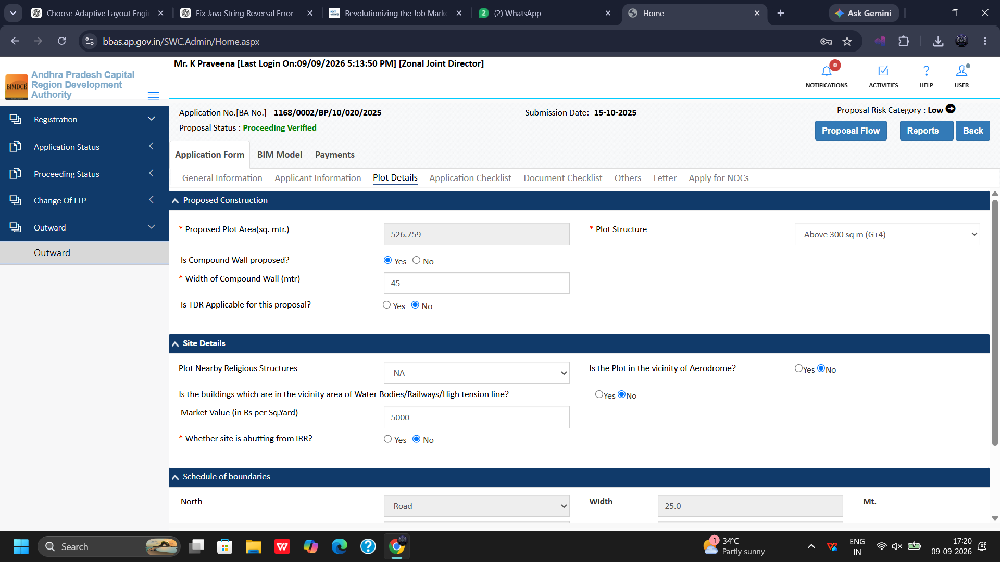 Choose Adaptive Layout Engi
Fix Java String Reversal Error
Revolutionizing the Job Marke
(2) WhatsApp
Home
Ask Gemini
bbas.ap.gov.in/SWC.Admin/Home.aspx
BIMDCR
Andhra Pradesh Capital
Region Development
Authority
Mr. K Praveena [Last Login On:09/09/2026 5:13:50 PM] [Zonal Joint Director]
0
NOTIFICATIONS
ACTIVITIES
HELP
USER
Registration
Application Status
Proceeding Status
Change Of LTP
Outward
Outward
Application No.[BA No.] - 1168/0002/BP/10/020/2025
Submission Date:- 15-10-2025
Proposal Risk Category : Low
Proposal Status : Proceeding Verified
Proposal Flow
Reports
Back
Application Form
BIM Model
Payments
General Information
Applicant Information
Plot Details
Application Checklist
Document Checklist
Others
Letter
Apply for NOCs
Proposed Construction
* Proposed Plot Area(sq. mtr.)
526.759
* Plot Structure
Above 300 sq m (G+4)
Is Compound Wall proposed?
Yes No
* Width of Compound Wall (mtr)
45
Is TDR Applicable for this proposal?
Yes No
Site Details
Plot Nearby Religious Structures
NA
Is the Plot in the vicinity of Aerodrome?
Yes No
Is the buildings which are in the vicinity area of Water Bodies/Railways/High tension line?
Yes No
Market Value (in Rs per Sq.Yard)
5000
* Whether site is abutting from IRR?
Yes No
Schedule of boundaries
North
Road
Width
25.0
Mt.
Search
1
34°C
Partly sunny
ENG
IN
17:20
09-09-2026